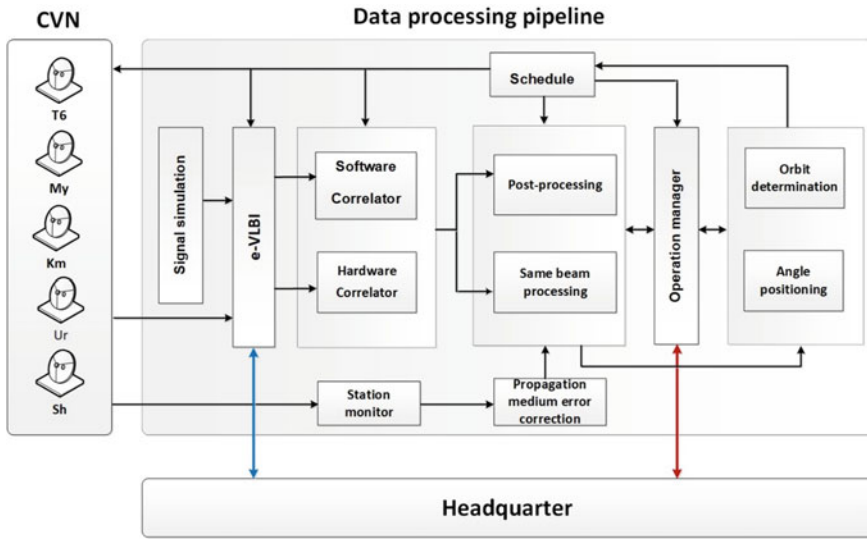 CVN
Data processing pipeline
T6
My
Km
Ur
Sh
Schedule
Signal simulation
e-VLBI
Software
Correlator
Hardware
Correlator
Post-processing
Same beam
processing
Operation manager
Orbit
determination
Angle
positioning
Station
monitor
Propagation
medium error
correction
Headquarter